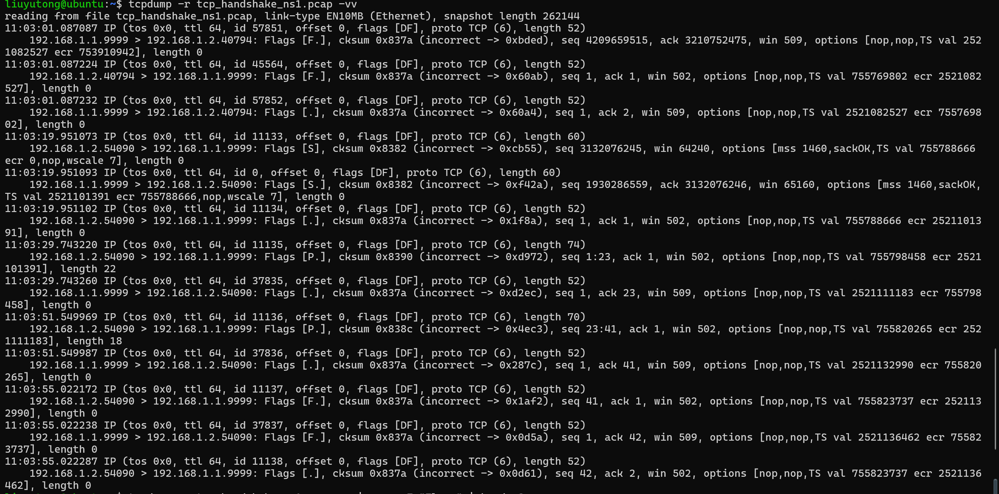 liuyutong@ubuntu:~$ tcpdump -r tcp_handshake_ns1.pcap -vv
reading from file tcp_handshake_ns1.pcap, link-type EN10MB (Ethernet), snapshot length 262144
11:03:01.087087 IP (tos 0x0, ttl 64, id 57851, offset 0, flags [DF], proto TCP (6), length 52)
    192.168.1.1.9999 > 192.168.1.2.40794: Flags [F.], cksum 0x837a (incorrect -> 0xbded), seq 4209659515, ack 3210752475, win 509, options [nop,nop,TS val 252
1082527 ecr 753910942], length 0
11:03:01.087224 IP (tos 0x0, ttl 64, id 45564, offset 0, flags [DF], proto TCP (6), length 52)
    192.168.1.2.40794 > 192.168.1.1.9999: Flags [F.], cksum 0x837a (incorrect -> 0x60ab), seq 1, ack 1, win 502, options [nop,nop,TS val 755769802 ecr 2521082
527], length 0
11:03:01.087232 IP (tos 0x0, ttl 64, id 57852, offset 0, flags [DF], proto TCP (6), length 52)
    192.168.1.1.9999 > 192.168.1.2.40794: Flags [.], cksum 0x837a (incorrect -> 0x60a4), seq 1, ack 2, win 509, options [nop,nop,TS val 2521082527 ecr 7557698
02], length 0
11:03:19.951073 IP (tos 0x0, ttl 64, id 11133, offset 0, flags [DF], proto TCP (6), length 60)
    192.168.1.2.54090 > 192.168.1.1.9999: Flags [S], cksum 0x8382 (incorrect -> 0xcb55), seq 3132076245, win 64240, options [mss 1460,sackOK,TS val 755788666
ecr 0,nop,wscale 7], length 0
11:03:19.951093 IP (tos 0x0, ttl 64, id 0, offset 0, flags [DF], proto TCP (6), length 60)
    192.168.1.1.9999 > 192.168.1.2.54090: Flags [S.], cksum 0x8382 (incorrect -> 0xf42a), seq 1930286559, ack 3132076246, win 65160, options [mss 1460,sackOK,
TS val 2521101391 ecr 755788666,nop,wscale 7], length 0
11:03:19.951102 IP (tos 0x0, ttl 64, id 11134, offset 0, flags [DF], proto TCP (6), length 52)
    192.168.1.2.54090 > 192.168.1.1.9999: Flags [.], cksum 0x837a (incorrect -> 0x1f8a), seq 1, ack 1, win 502, options [nop,nop,TS val 755788666 ecr 25211013
91], length 0
11:03:29.743220 IP (tos 0x0, ttl 64, id 11135, offset 0, flags [DF], proto TCP (6), length 74)
    192.168.1.2.54090 > 192.168.1.1.9999: Flags [P.], cksum 0x8390 (incorrect -> 0xd972), seq 1:23, ack 1, win 502, options [nop,nop,TS val 755798458 ecr 2521
101391], length 22
11:03:29.743260 IP (tos 0x0, ttl 64, id 37835, offset 0, flags [DF], proto TCP (6), length 52)
    192.168.1.1.9999 > 192.168.1.2.54090: Flags [.], cksum 0x837a (incorrect -> 0xd2ec), seq 1, ack 23, win 509, options [nop,nop,TS val 2521111183 ecr 755798
458], length 0
11:03:51.549969 IP (tos 0x0, ttl 64, id 11136, offset 0, flags [DF], proto TCP (6), length 70)
    192.168.1.2.54090 > 192.168.1.1.9999: Flags [P.], cksum 0x838c (incorrect -> 0x4ec3), seq 23:41, ack 1, win 502, options [nop,nop,TS val 755820265 ecr 252
1111183], length 18
11:03:51.549987 IP (tos 0x0, ttl 64, id 37836, offset 0, flags [DF], proto TCP (6), length 52)
    192.168.1.1.9999 > 192.168.1.2.54090: Flags [.], cksum 0x837a (incorrect -> 0x287c), seq 1, ack 41, win 509, options [nop,nop,TS val 2521132990 ecr 755820
265], length 0
11:03:55.022172 IP (tos 0x0, ttl 64, id 11137, offset 0, flags [DF], proto TCP (6), length 52)
    192.168.1.2.54090 > 192.168.1.1.9999: Flags [F.], cksum 0x837a (incorrect -> 0x1af2), seq 41, ack 1, win 502, options [nop,nop,TS val 755823737 ecr 252113
2990], length 0
11:03:55.022238 IP (tos 0x0, ttl 64, id 37837, offset 0, flags [DF], proto TCP (6), length 52)
    192.168.1.1.9999 > 192.168.1.2.54090: Flags [F.], cksum 0x837a (incorrect -> 0x0d5a), seq 1, ack 42, win 509, options [nop,nop,TS val 2521136462 ecr 75582
3737], length 0
11:03:55.022287 IP (tos 0x0, ttl 64, id 11138, offset 0, flags [DF], proto TCP (6), length 52)
    192.168.1.2.54090 > 192.168.1.1.9999: Flags [.], cksum 0x837a (incorrect -> 0x0d61), seq 42, ack 2, win 502, options [nop,nop,TS val 755823737 ecr 2521136
462], length 0